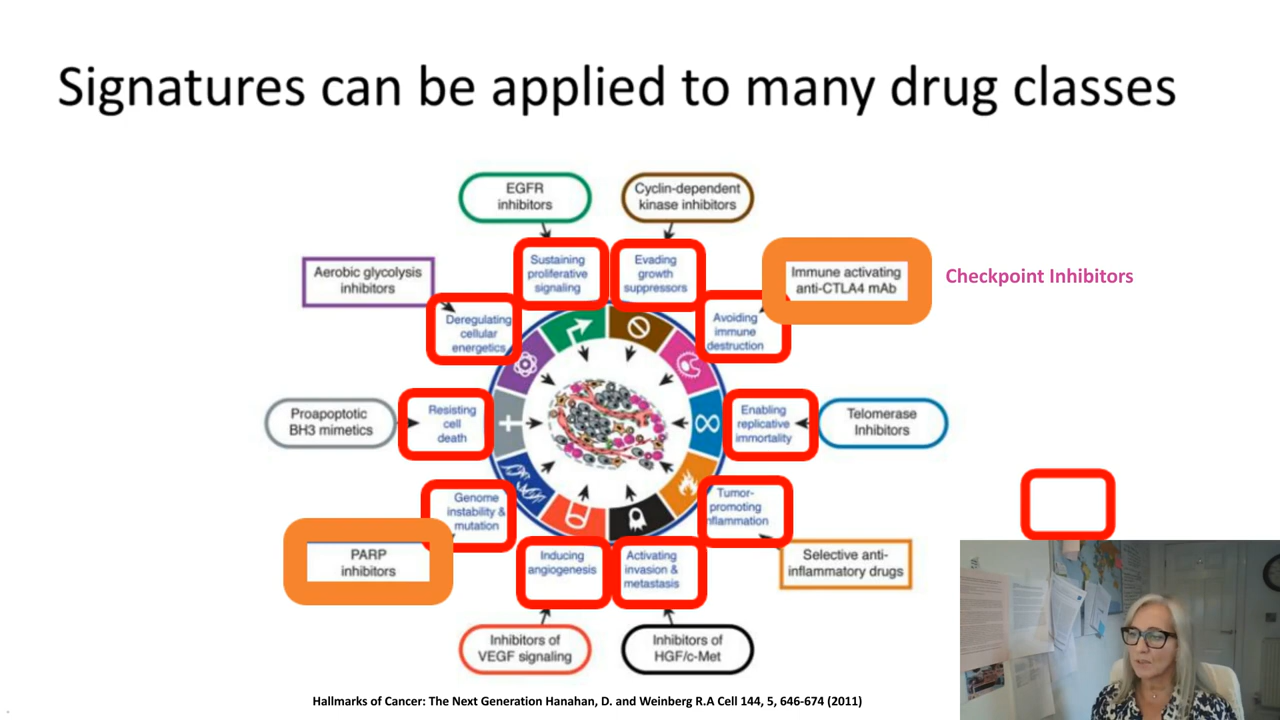 Signatures can be applied to many drug classes
EGFR
inhibitors
Cyclin-dependent
kinase inhibitors
Aerobic glycolysis
inhibitors
Sustaining
proliferative
signaling
Evading
growth
suppressors
Immune activating
anti-CTLA4 mAb
Checkpoint Inhibitors
Deregulating
cellular
energetics
Avoiding
immune
destruction
Proapoptotic
BH3 mimetics
Resisting
cell
death
Enabling
replicative
immortality
Telomerase
Inhibitors
Genome
instability &
mutation
Tumor-
promoting
inflammation
PARP
inhibitors
Inducing
angiogenesis
Activating
invasion &
metastasis
Selective anti-
inflammatory drugs
Inhibitors of
VEGF signaling
Inhibitors of
HGF/c-Met
Hallmarks of Cancer: The Next Generation Hanahan, D. and Weinberg R.A Cell 144, 5, 646-674 (2011)